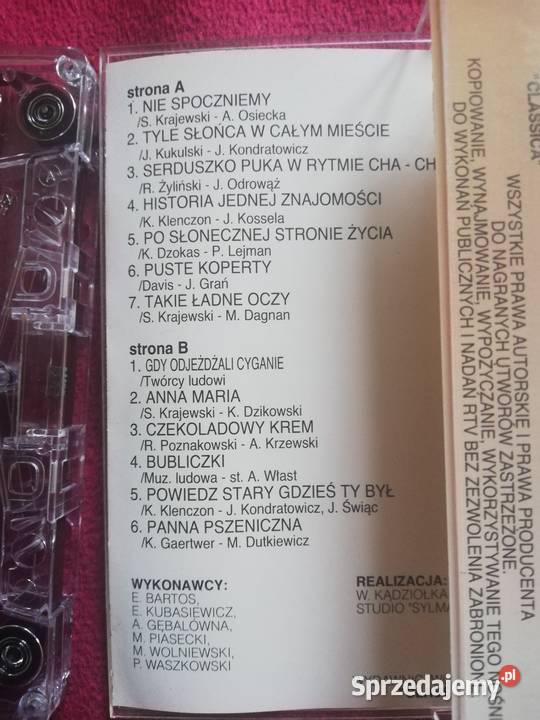 strona A
1. NIE SPOCZNIEMY
/S. Krajewski - A. Osiecka
2. TYLE SŁOŃCA W CAŁYM MIEŚCIE
/J. Kukulski - J. Kondratowicz
3. SERDUSZKO PUKA W RYTMIE CHA - CH
/R. Żyliński - J. Odrowąż
4. HISTORIA JEDNEJ ZNAJOMOŚCI
/K. Klenczon - J. Kossela
5. PO SŁONECZNEJ STRONIE ŻYCIA
/K. Dzokas - P. Lejman
6. PUSTE KOPERTY
/Davis - J. Grań
7. TAKIE ŁADNE OCZY
/S. Krajewski - M. Dagnan
strona B
1. GDY ODJEŻDŻALI CYGANIE
/Twórcy ludowi
2. ANNA MARIA
/S. Krajewski - K. Dzikowski
3. CZEKOLADOWY KREM
/R. Poznakowski - A. Krzewski
4. BUBLICZKI
/Muz. ludowa - st. A. Włast
5. POWIEDZ STARY GDZIEŚ TY BYŁ
/K. Klenczon - J. Kondratowicz, J. Świąc
6. PANNA PSZENICZNA
/K. Gaertwer - M. Dutkiewicz
WYKONAWCY:
E. BARTOS,
E. KUBASIEWICZ,
A. GĘBALÓWNA,
M. PIASECKI,
M. WOLNIEWSKI,
P. WASZKOWSKI
REALIZACJA:
W. KĄDZIOŁKA
STUDIO "SYLMA
"CLASSICA"
WSZYSTKIE PRAWA AUTORSKIE I PRAWA PRODUCENTA
DO NAGRANYCH UTWORÓW ZASTRZEŻONE.
KOPIOWANIE, WYNAJMOWANIE, WYPOŻYCZANIE, WYKORZYSTYWANIE TEGO NOŚNI
DO WYKONAŃ PUBLICZNYCH I NADAŃ RTV BEZ ZEZWOLENIA ZABRONION
Sprzedajemy.pl